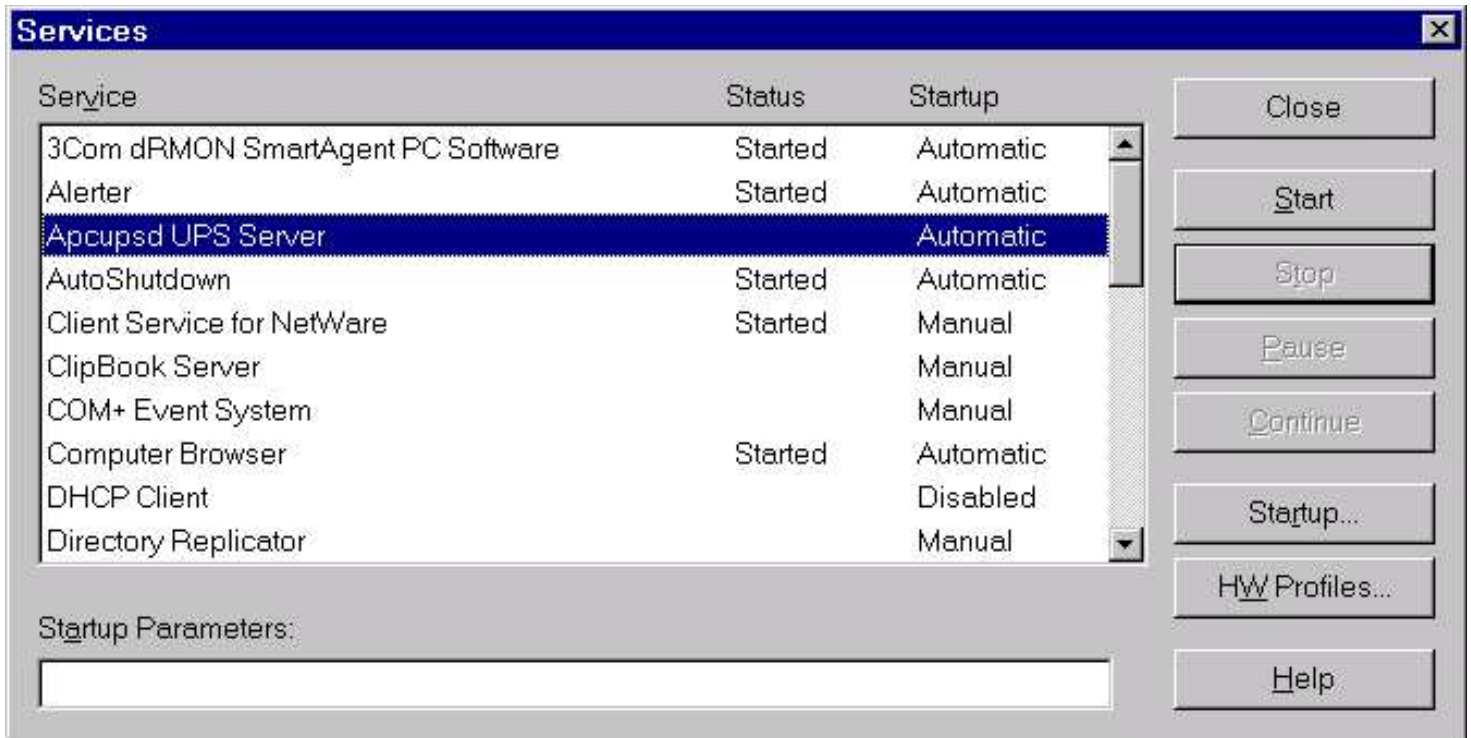 Services
Service Status Startup
3Com dRMON SmartAgent PC Software Started Automatic
Alerter Started Automatic
Apcupsd UPS Server Automatic
AutoShutdown Started Automatic
Client Service for NetWare Started Manual
ClipBook Server Manual
COM+ Event System Manual
Computer Browser Started Automatic
DHCP Client Disabled
Directory Replicator Manual
Startup Parameters:
Close
Start
Stop
Pause
Continue
Startup...
HW Profiles...
Help